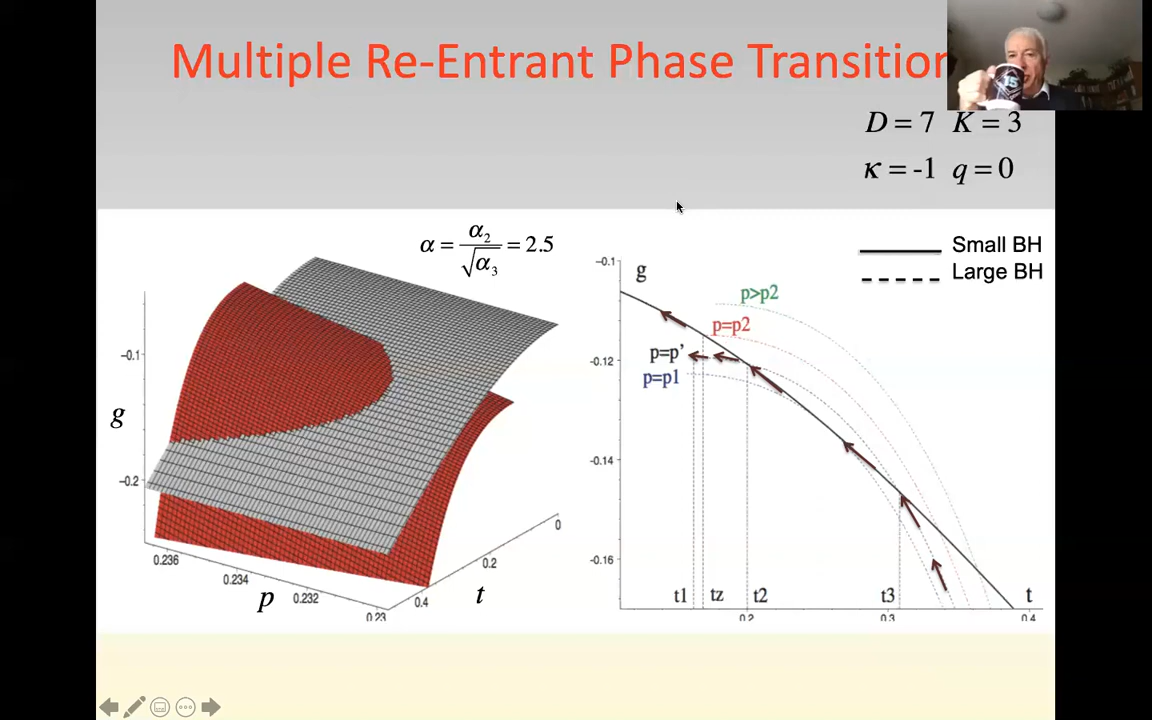 Multiple Re-Entrant Phase Transition
15
D = 7 K = 3
κ = -1 q = 0
α = α₂/√α₃ = 2.5
Small BH
Large BH
g
-0.1
-0.2
0.236
0.234
0.232
0.23
p
0
0.2
0.4
t
g
-0.1
-0.12
-0.14
-0.16
p>p2
p=p2
p=p'
p=p1
t1
tz
t2
t3
t
0.2
0.3
0.4